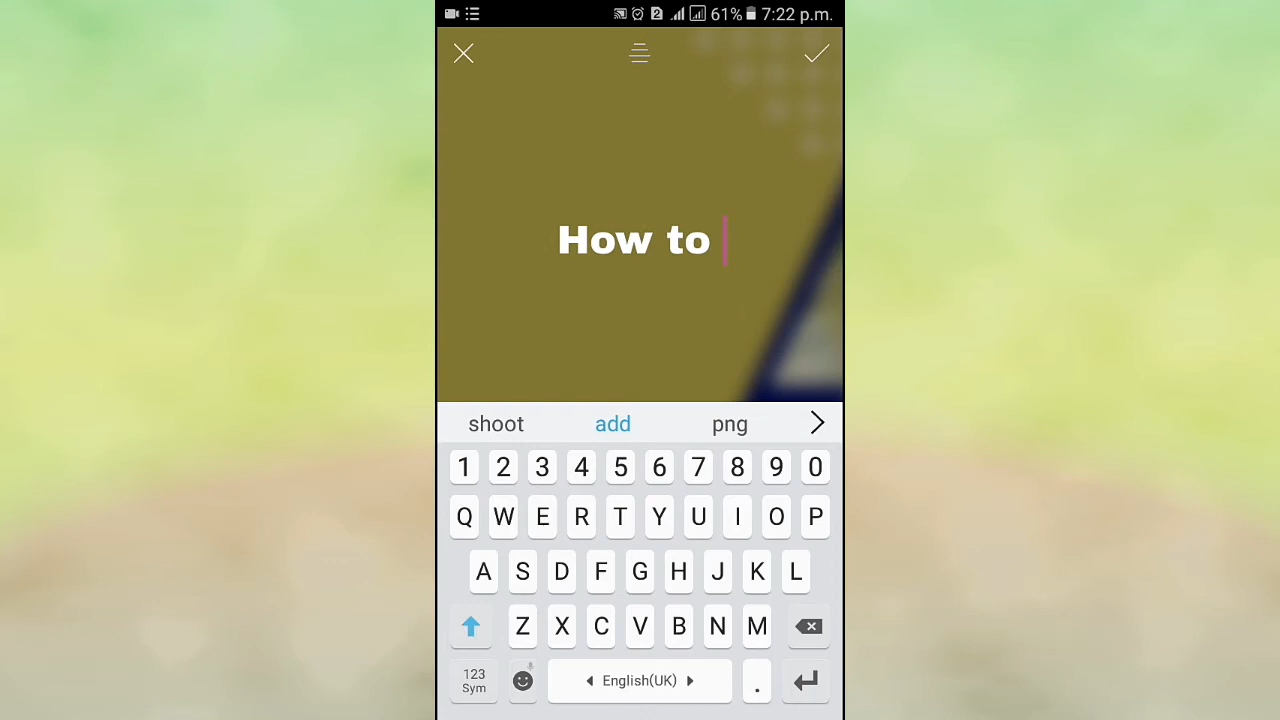 2 61% 7:22 p.m.
How to
shoot add png
1 2 3 4 5 6 7 8 9 0
Q W E R T Y U I O P
A S D F G H J K L
Z X C V B N M
123
Sym English(UK) .